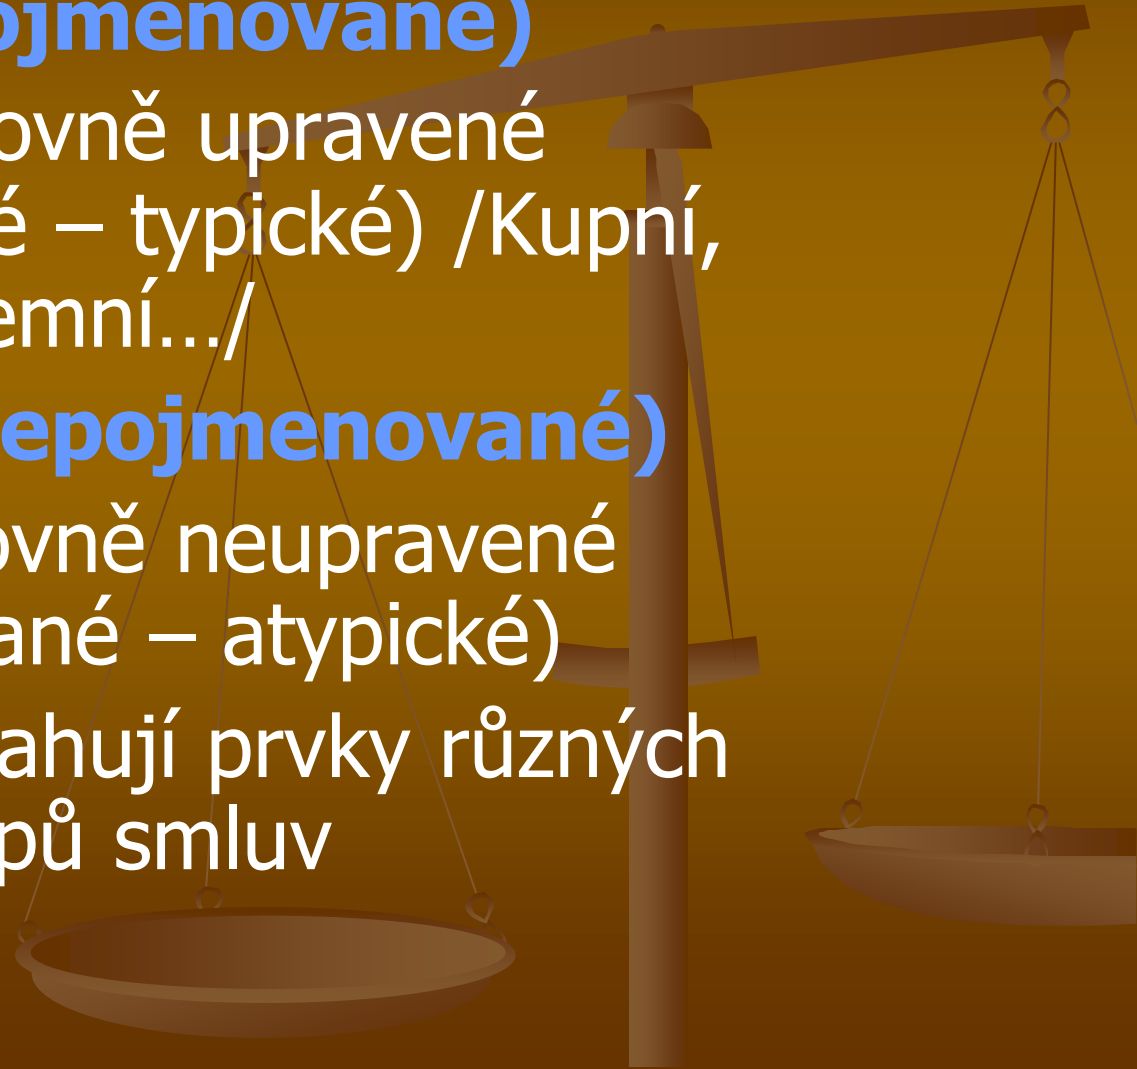 ojmenované)
ovně upravené
é – typické) /Kupní,
emní…/
epojmenované)
ovně neupravené
ané – atypické)
ahují prvky různých
pů smluv